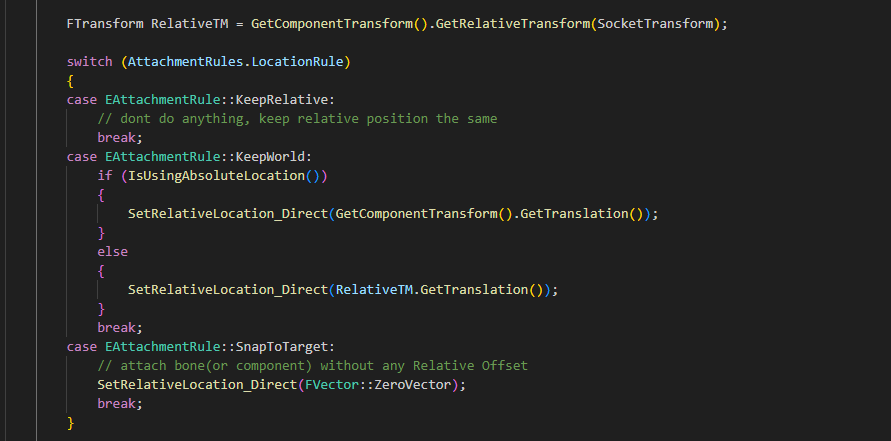 FTransform RelativeTM = GetComponentTransform().GetRelativeTransform(SocketTransform);
switch (AttachmentRules.LocationRule)
{
case EAttachmentRule::KeepRelative:
// dont do anything, keep relative position the same
break;
case EAttachmentRule::KeepWorld:
if (IsUsingAbsoluteLocation())
{
SetRelativeLocation_Direct(GetComponentTransform().GetTranslation());
}
else
{
SetRelativeLocation_Direct(RelativeTM.GetTranslation());
}
break;
case EAttachmentRule::SnapToTarget:
// attach bone(or component) without any Relative Offset
SetRelativeLocation_Direct(FVector::ZeroVector);
break;
}